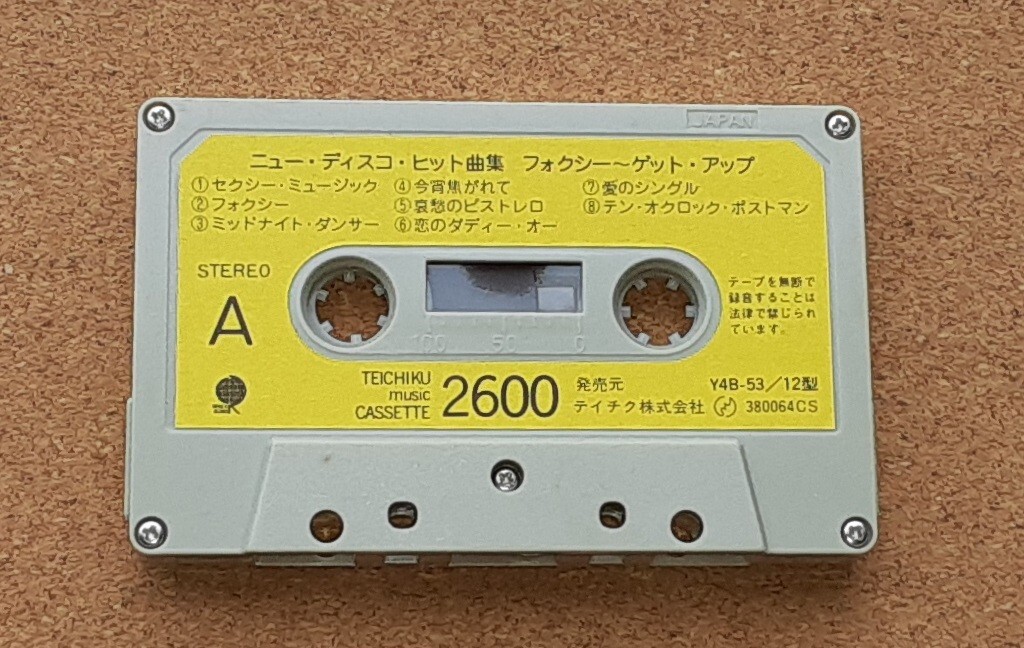 JAPAN
ニュー・ディスコ・ヒット曲集 フォクシー〜ゲット・アップ
①セクシー・ミュージック ④今宵焦がれて ⑦愛のシングル
②フォクシー ⑤哀愁のピストレロ ⑧テン・オクロック・ポストマン
③ミッドナイト・ダンサー ⑥恋のダディー・オー
STEREO
A
テープを無断で
録音することは
法律で禁じられ
ています。
100 50 0
TEICHIKU
music
CASSETTE
2600
発売元
テイチク株式会社
Y4B-53/12型
380064CS